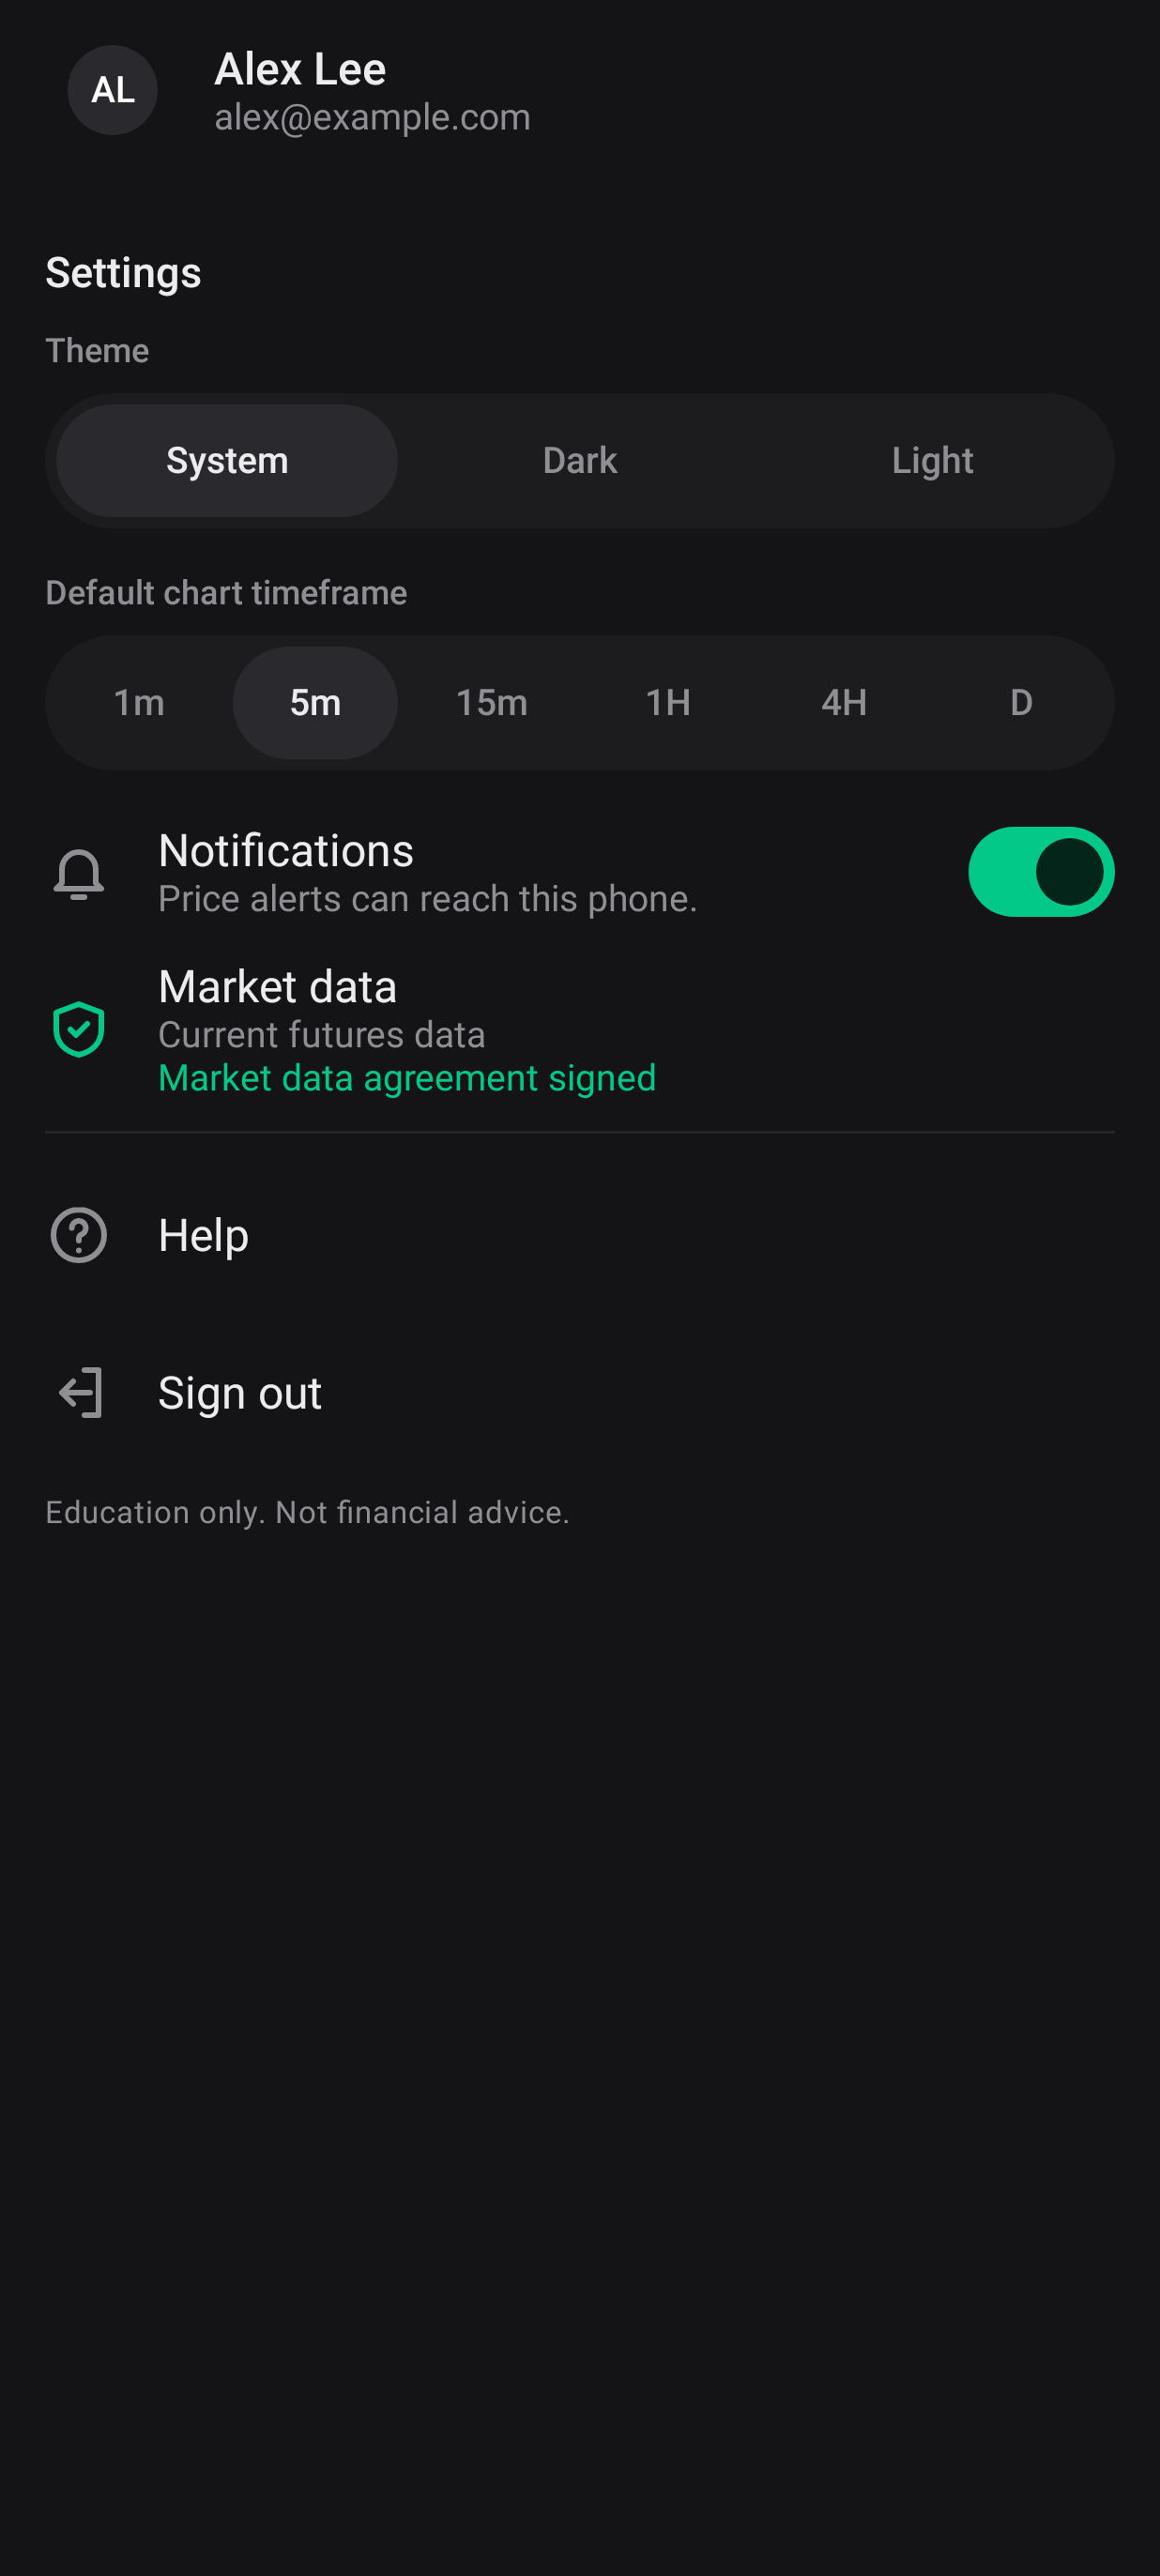 AL
Alex Lee
alex@example.com
Settings
Theme
System Dark Light
Default chart timeframe
1m 5m 15m 1H 4H D
Notifications
Price alerts can reach this phone.
Market data
Current futures data
Market data agreement signed
Help
Sign out
Education only. Not financial advice.